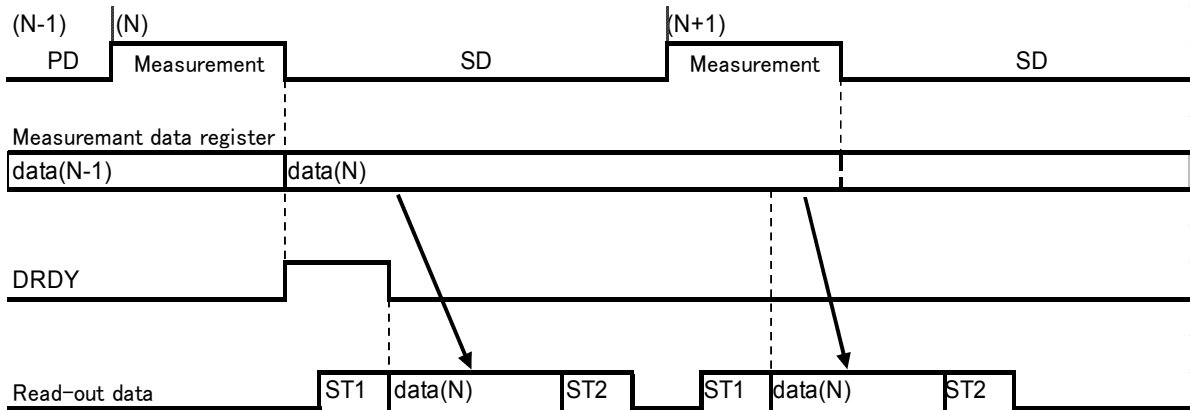 (N-1) (N) (N+1)
PD Measurement SD Measurement SD
Measuremant data register
data(N-1) data(N)
DRDY
Read-out data ST1 data(N) ST2 ST1 data(N) ST2